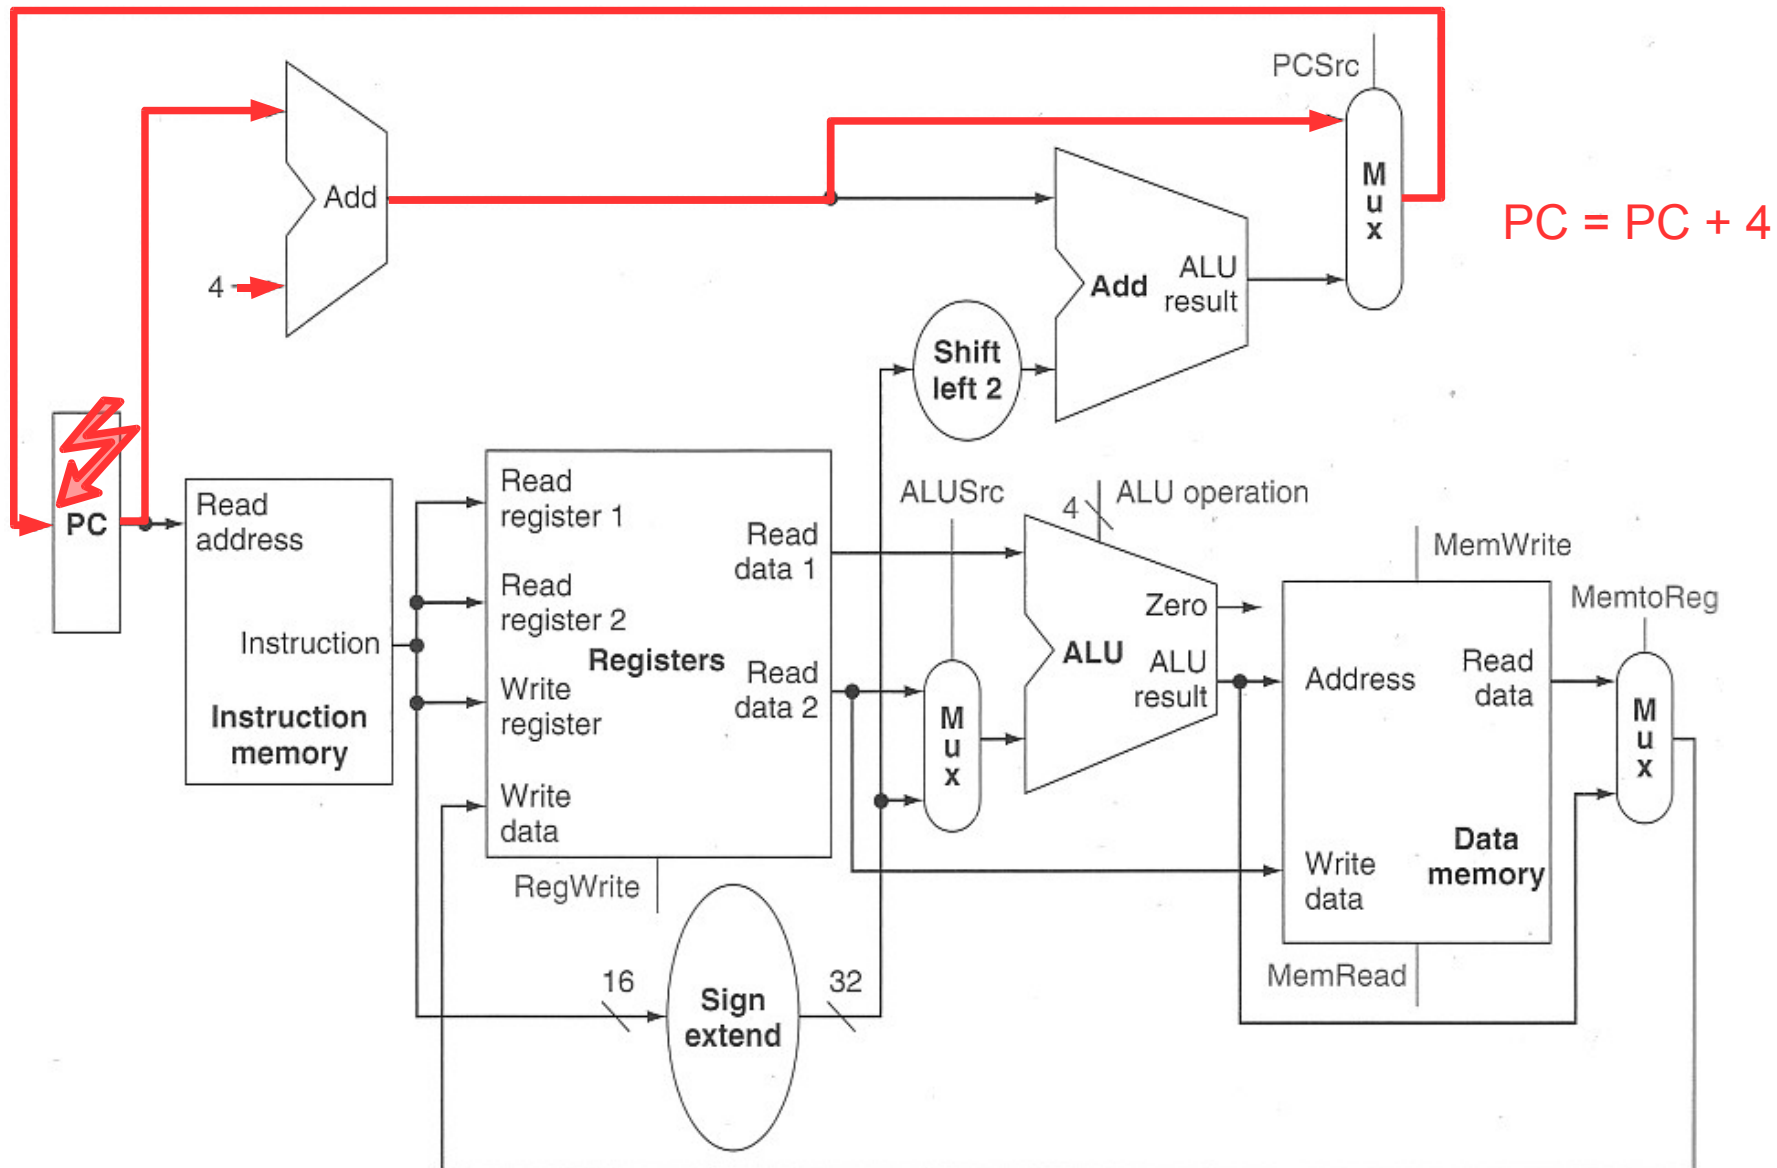 PCSrc
Add
4
M
u
x
PC = PC + 4
Add
ALU
result
Shift
left 2
PC
Read
address
Instruction
Instruction
memory
Read
register 1
Read
register 2
Registers
Write
register
Write
data
Read
data 1
Read
data 2
RegWrite
16
Sign
extend
32
ALUSrc
M
u
x
4
ALU operation
Zero
ALU
ALU
result
MemWrite
Address
Read
data
Write
data
Data
memory
MemRead
MemtoReg
M
u
x